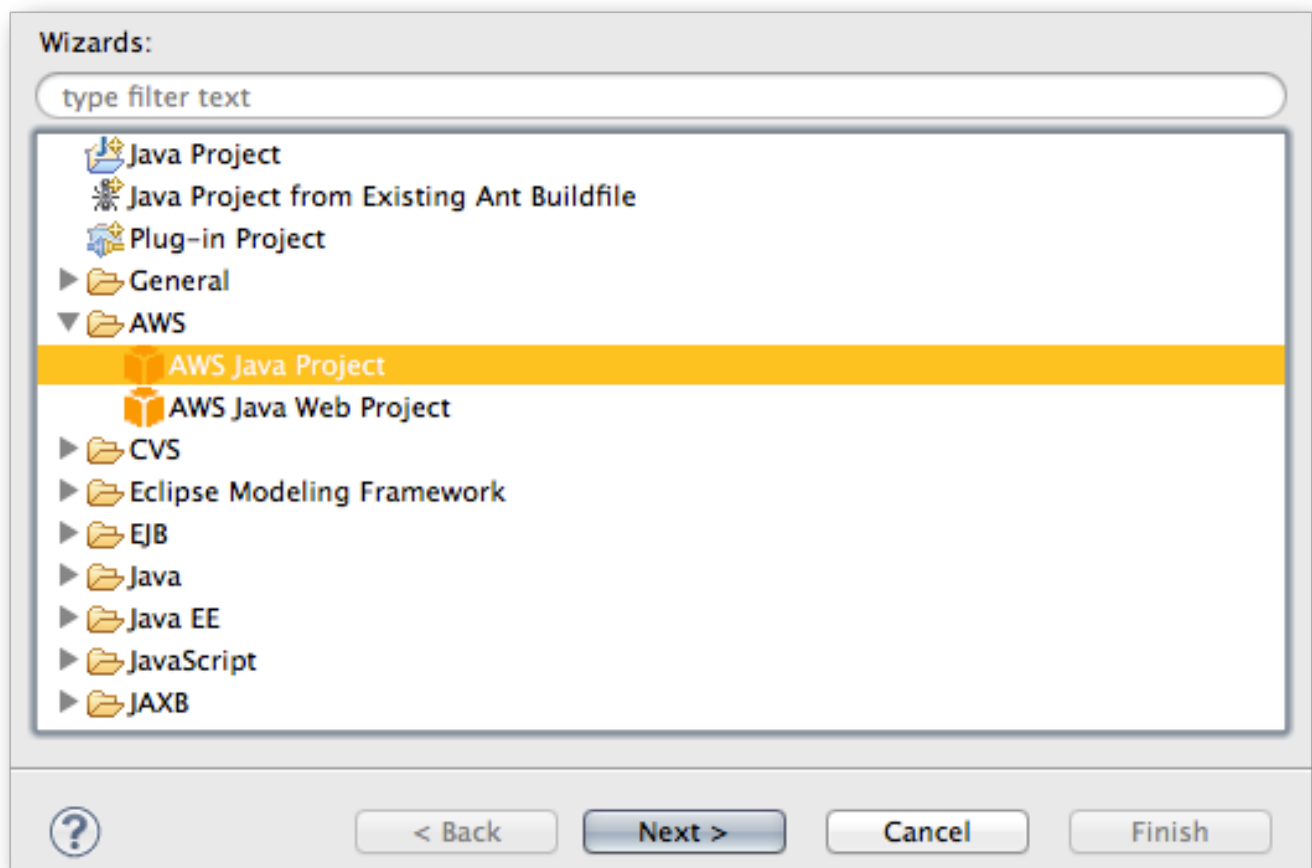 Wizards:
type filter text
Java Project
Java Project from Existing Ant Buildfile
Plug-in Project
General
AWS
AWS Java Project
AWS Java Web Project
CVS
Eclipse Modeling Framework
EJB
Java
Java EE
JavaScript
JAXB
? < Back Next > Cancel Finish